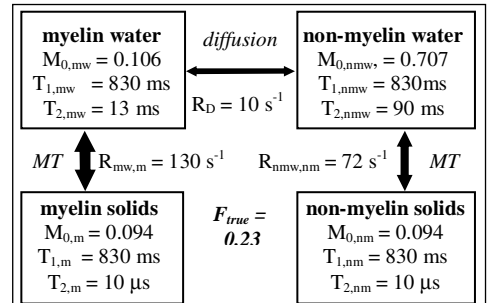 myelin water
M0,mw = 0.106
T1,mw = 830 ms
T2,mw = 13 ms
diffusion
RD = 10 s-1
non-myelin water
M0,nmw, = 0.707
T1,nmw = 830ms
T2,nmw = 90 ms
MT Rmw,m = 130 s-1
Rnmw,nm = 72 s-1 MT
myelin solids
M0,m = 0.094
T1,m = 830 ms
T2,m = 10 µs
Ftrue =
0.23
non-myelin solids
M0,nm = 0.094
T1,nm = 830 ms
T2,nm = 10 µs